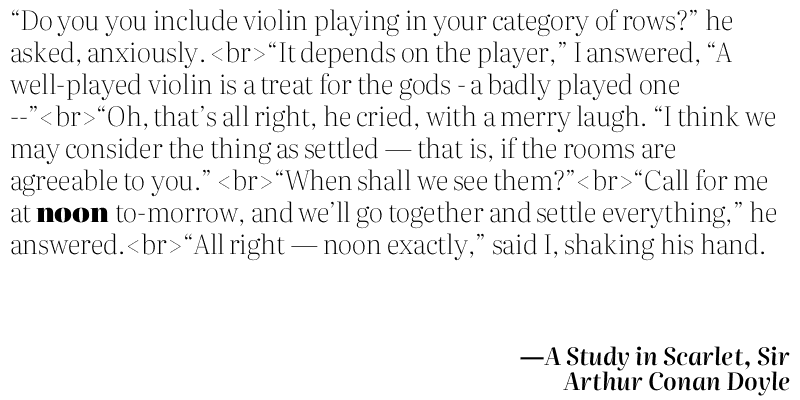 “Do you you include violin playing in your category of rows?” he
asked, anxiously. <br>“It depends on the player,” I answered, “A
well-played violin is a treat for the gods - a badly played one
--”<br>“Oh, that’s all right, he cried, with a merry laugh. “I think we
may consider the thing as settled — that is, if the rooms are
agreeable to you.” <br>“When shall we see them?”<br>“Call for me
at noon to-morrow, and we’ll go together and settle everything,” he
answered.<br>“All right — noon exactly,” said I, shaking his hand.
—A Study in Scarlet, Sir
Arthur Conan Doyle